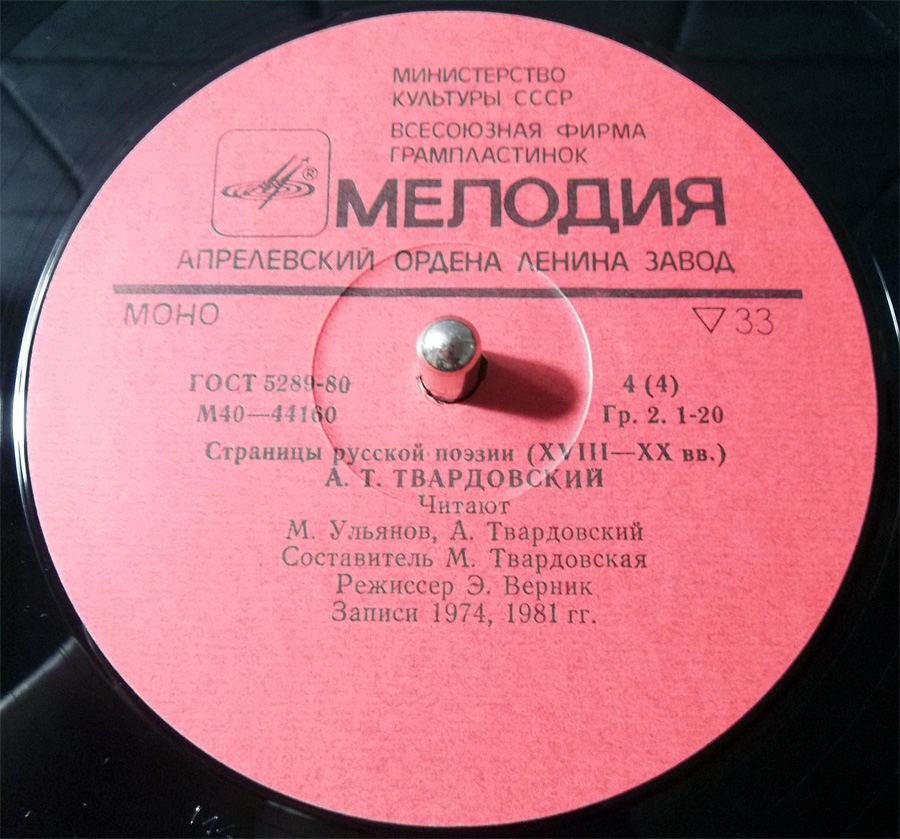 МИНИСТЕРСТВО
КУЛЬТУРЫ СССР
ВСЕСОЮЗНАЯ ФИРМА
ГРАМПЛАСТИНОК
®
МЕЛОДИЯ
АПРЕЛЕВСКИЙ ОРДЕНА ЛЕНИНА ЗАВОД
МОНО ▽33
ГОСТ 5289-80 4 (4)
М40—44160 Гр. 2. 1-20
Страницы русской поэзии (XVIII—XX вв.)
А. Т. ТВАРДОВСКИЙ
Читают
М. Ульянов, А. Твардовский
Составитель М. Твардовская
Режиссер Э. Верник
Записи 1974, 1981 гг.